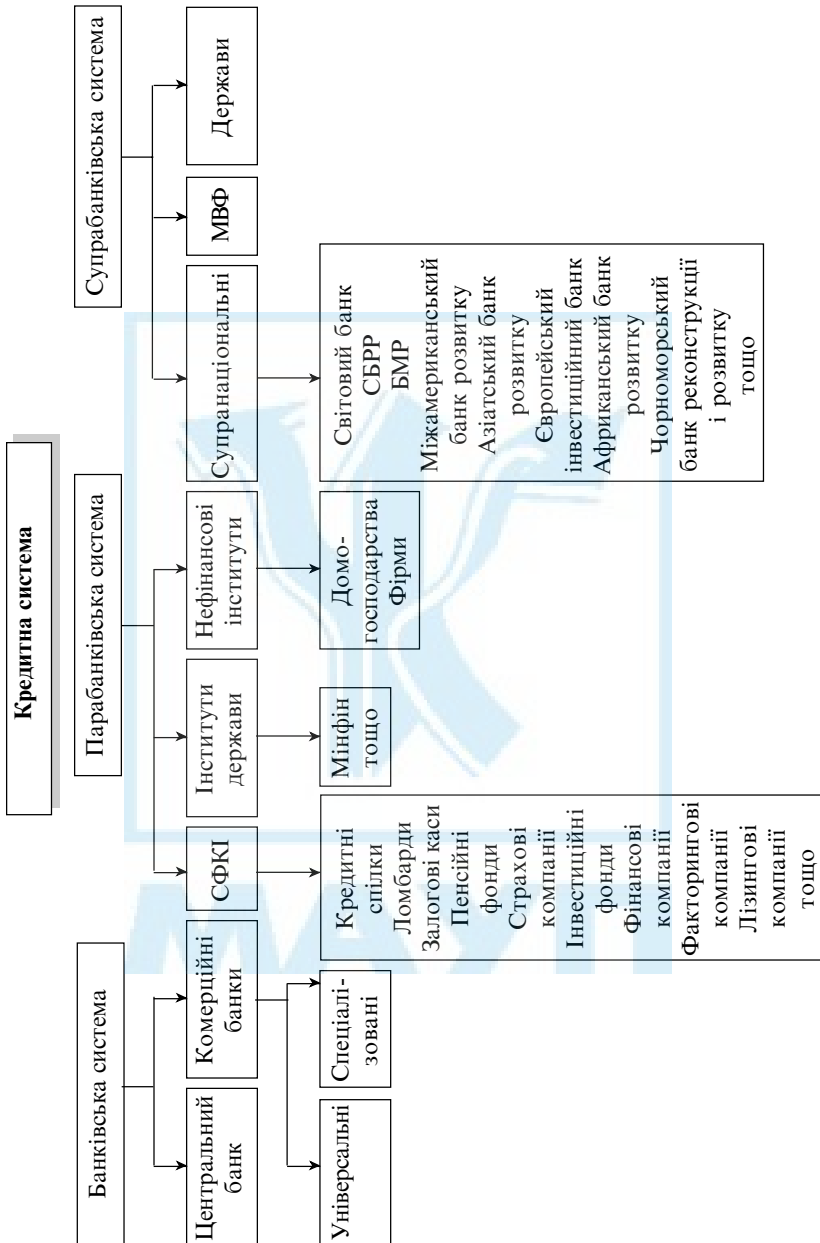 Кредитна система
Банківська система
Парабанківська система
Супрабанківська система
Центральний
банк
Комерційні
банки
СФКІ
Інститути
держави
Нефінансові
інститути
Супранаціональні
МВФ
Держави
Універсальні
Спеціалі-
зовані
Кредитні
спілки
Ломбарди
Залогові каси
Пенсійні
фонди
Страхові
компанії
Інвестиційні
фонди
Фінансові
компанії
Факторингові
компанії
Лізингові
компанії
тощо
Мінфін
тощо
Домо-
господарства
Фірми
Світовий банк
СБРР
БМР
Міжамериканський
банк розвитку
Азіатський банк
розвитку
Європейський
інвестиційний банк
Африканський банк
розвитку
Чорноморський
банк реконструкції
і розвитку
тощо
МАУП